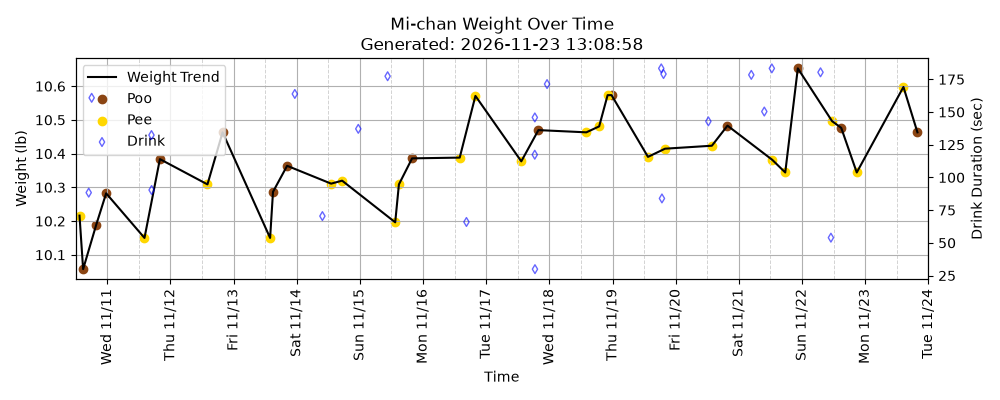 Mi-chan Weight Over Time
Generated: 2026-11-23 13:08:58
Weight (lb)
10.6
10.5
10.4
10.3
10.2
10.1
Weight Trend
Poo
Pee
Drink
175
150
125
100
75
50
25
Drink Duration (sec)
Wed 11/11
Thu 11/12
Fri 11/13
Sat 11/14
Sun 11/15
Mon 11/16
Tue 11/17
Wed 11/18
Thu 11/19
Fri 11/20
Sat 11/21
Sun 11/22
Mon 11/23
Tue 11/24
Time